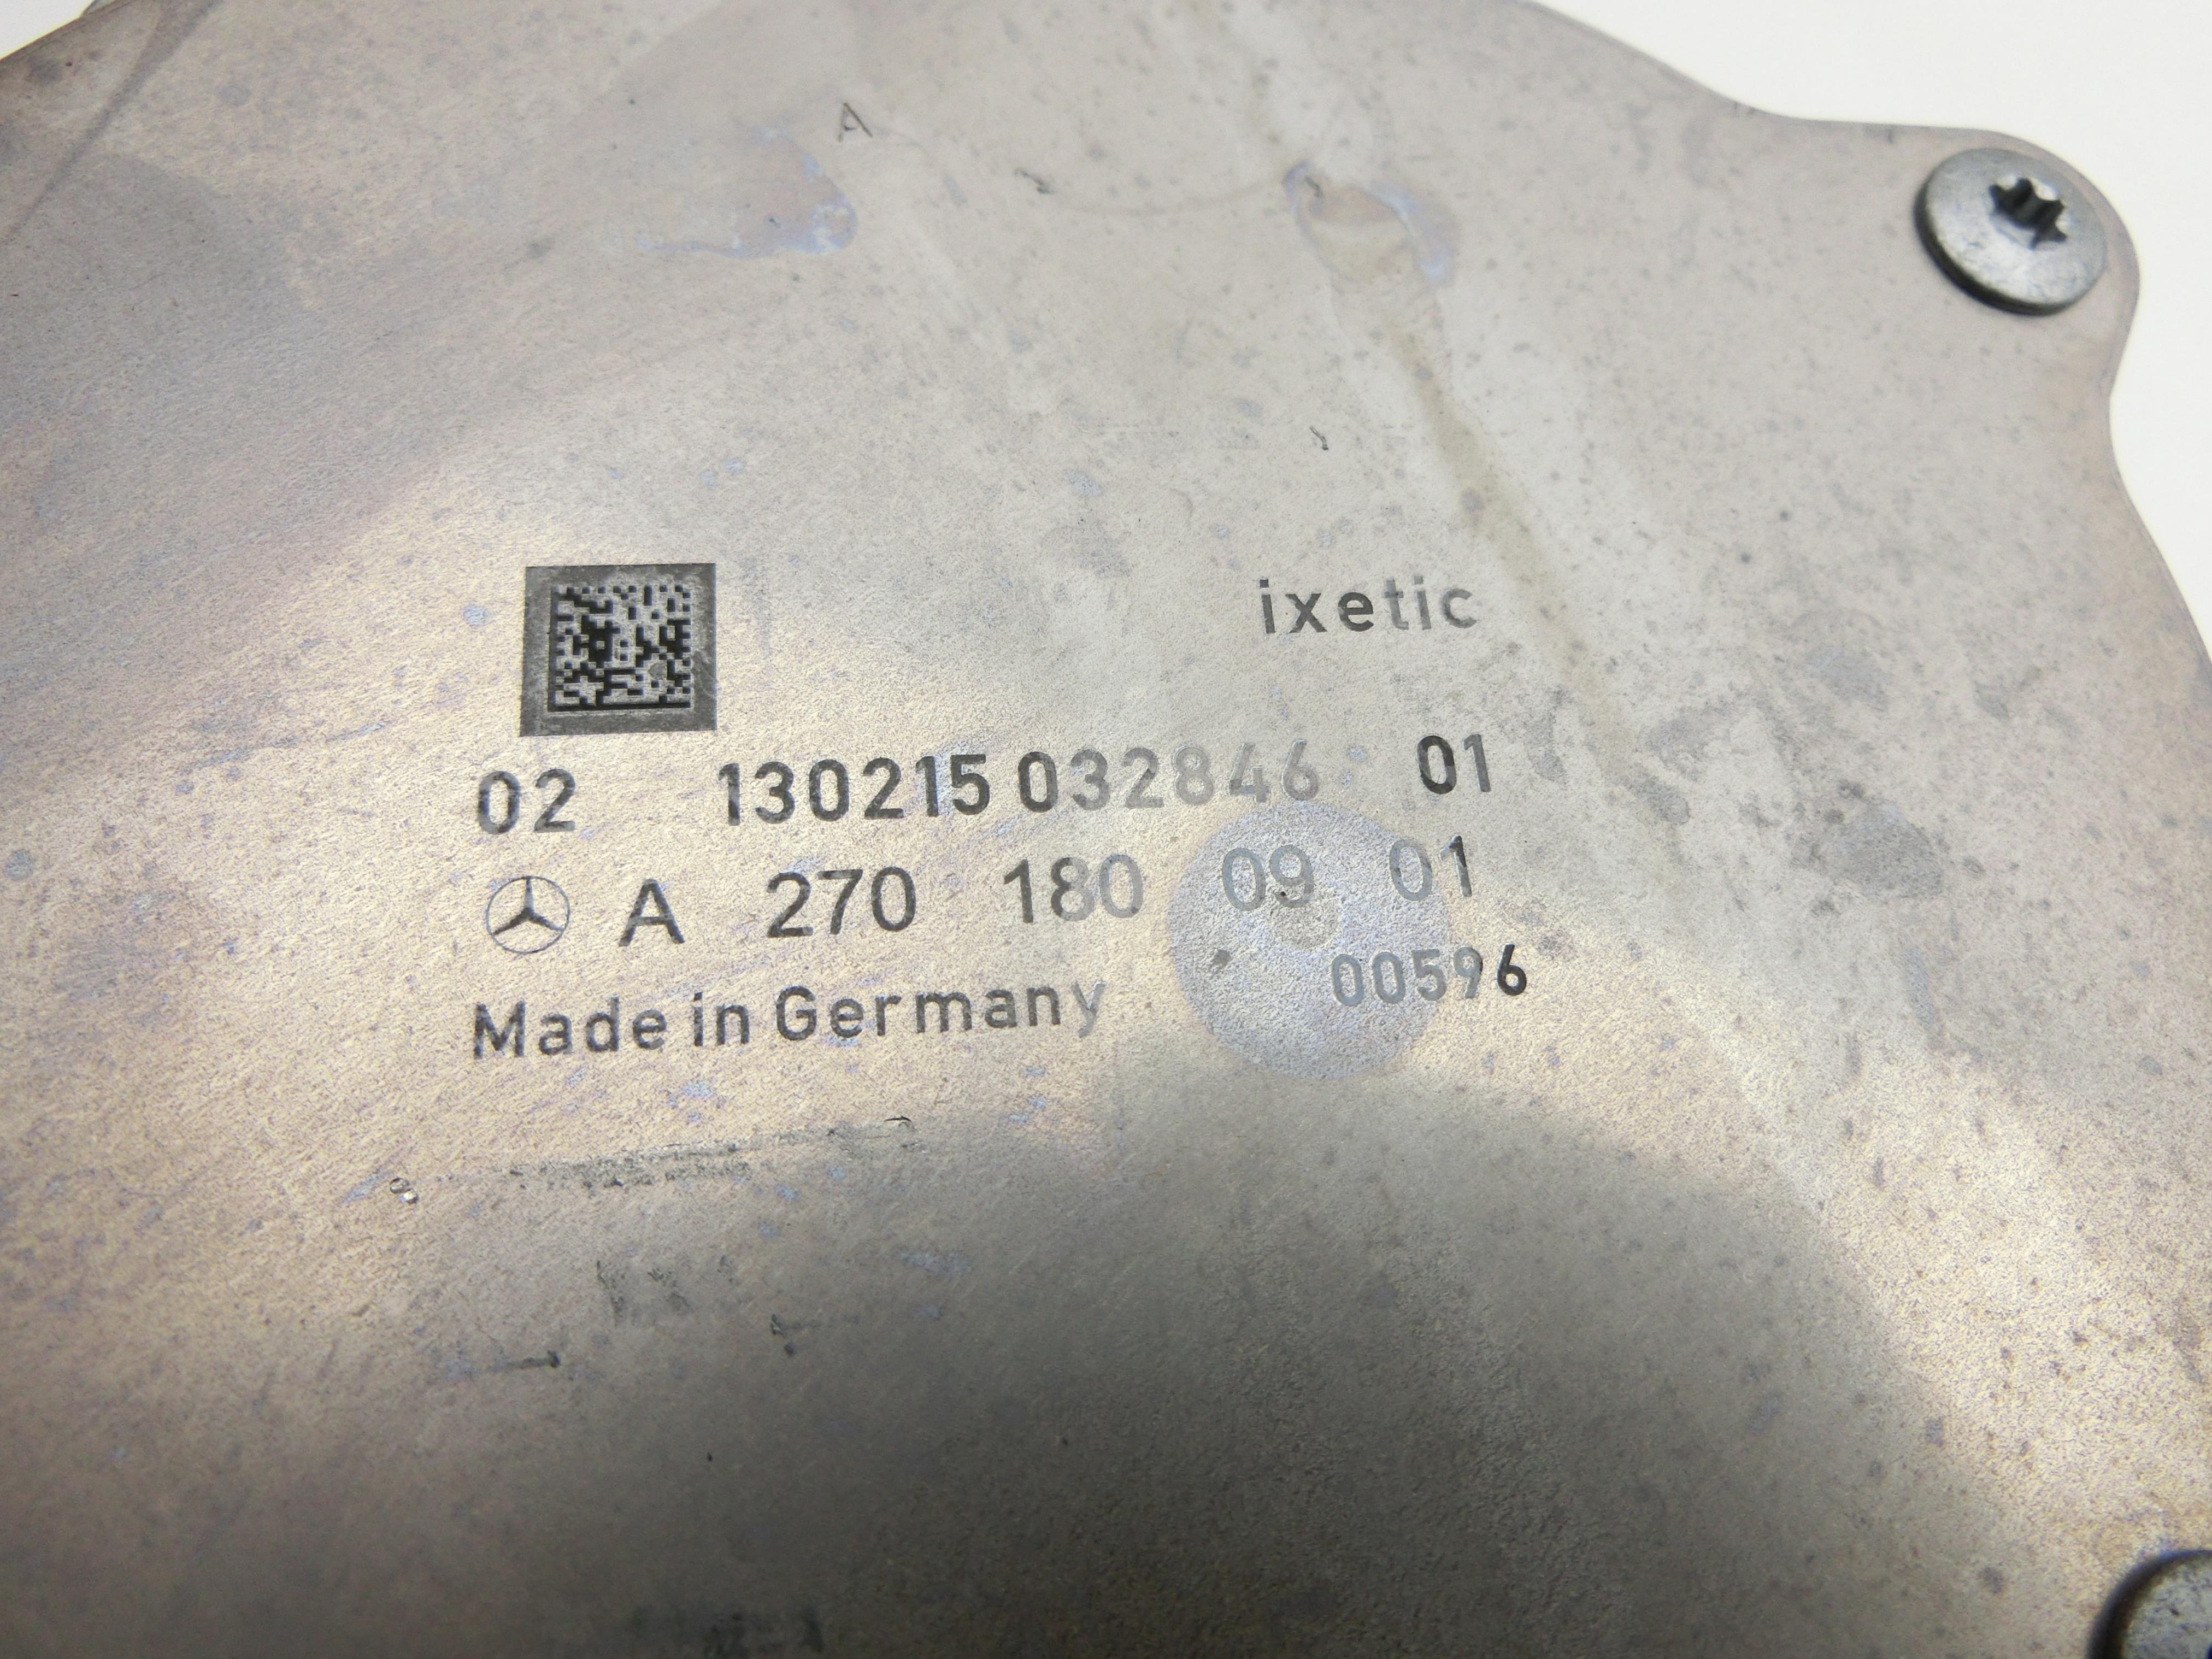 A
ixetic
02 130215 032846 01
A 270 180 09 01
00596
Made in Germany